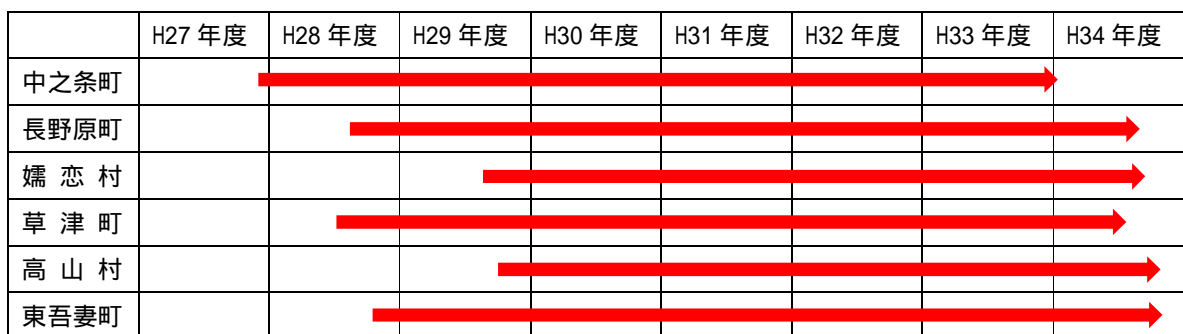 H27 年度 H28 年度 H29 年度 H30 年度 H31 年度 H32 年度 H33 年度 H34 年度
中之条町
長野原町
嬬 恋 村
草 津 町
高 山 村
東吾妻町